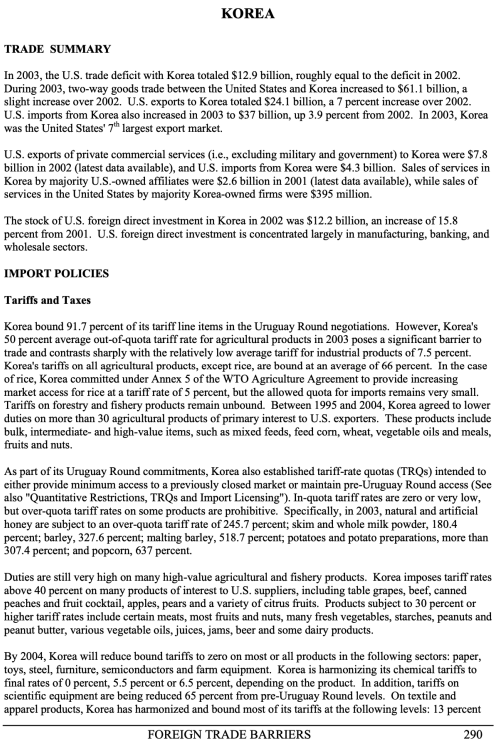 KOREA
TRADE SUMMARY
In 2003, the U.S. trade deficit with Korea totaled $12.9 billion, roughly equal to the deficit in 2002.
During 2003, two-way goods trade between the United States and Korea increased to $61.1 billion, a
slight increase over 2002. U.S. exports to Korea totaled $24.1 billion, a 7 percent increase over 2002.
U.S. imports from Korea also increased in 2003 to $37 billion, up 3.9 percent from 2002. In 2003, Korea
was the United States' 7th largest export market.
U.S. exports of private commercial services (i.e., excluding military and government) to Korea were $7.8
billion in 2002 (latest data available), and U.S. imports from Korea were $4.3 billion. Sales of services in
Korea by majority U.S.-owned affiliates were $2.6 billion in 2001 (latest data available), while sales of
services in the United States by majority Korea-owned firms were $395 million.
The stock of U.S. foreign direct investment in Korea in 2002 was $12.2 billion, an increase of 15.8
percent from 2001. U.S. foreign direct investment is concentrated largely in manufacturing, banking, and
wholesale sectors.
IMPORT POLICIES
Tariffs and Taxes
Korea bound 91.7 percent of its tariff line items in the Uruguay Round negotiations. However, Korea's
50 percent average out-of-quota tariff rate for agricultural products in 2003 poses a significant barrier to
trade and contrasts sharply with the relatively low average tariff for industrial products of 7.5 percent.
Korea's tariffs on all agricultural products, except rice, are bound at an average of 66 percent. In the case
of rice, Korea committed under Annex 5 of the WTO Agriculture Agreement to provide increasing
market access for rice at a tariff rate of 5 percent, but the allowed quota for imports remains very small.
Tariffs on forestry and fishery products remain unbound. Between 1995 and 2004, Korea agreed to lower
duties on more than 30 agricultural products of primary interest to U.S. exporters. These products include
bulk, intermediate- and high-value items, such as mixed feeds, feed corn, wheat, vegetable oils and meals,
fruits and nuts.
As part of its Uruguay Round commitments, Korea also established tariff-rate quotas (TRQs) intended to
either provide minimum access to a previously closed market or maintain pre-Uruguay Round access (See
also "Quantitative Restrictions, TRQs and Import Licensing"). In-quota tariff rates are zero or very low,
but over-quota tariff rates on some products are prohibitive. Specifically, in 2003, natural and artificial
honey are subject to an over-quota tariff rate of 245.7 percent; skim and whole milk powder, 180.4
percent; barley, 327.6 percent; malting barley, 518.7 percent; potatoes and potato preparations, more than
307.4 percent; and popcorn, 637 percent.
Duties are still very high on many high-value agricultural and fishery products. Korea imposes tariff rates
above 40 percent on many products of interest to U.S. suppliers, including table grapes, beef, canned
peaches and fruit cocktail, apples, pears and a variety of citrus fruits. Products subject to 30 percent or
higher tariff rates include certain meats, most fruits and nuts, many fresh vegetables, starches, peanuts and
peanut butter, various vegetable oils, juices, jams, beer and some dairy products.
By 2004, Korea will reduce bound tariffs to zero on most or all products in the following sectors: paper,
toys, steel, furniture, semiconductors and farm equipment. Korea is harmonizing its chemical tariffs to
final rates of 0 percent, 5.5 percent or 6.5 percent, depending on the product. In addition, tariffs on
scientific equipment are being reduced 65 percent from pre-Uruguay Round levels. On textile and
apparel products, Korea has harmonized and bound most of its tariffs at the following levels: 13 percent
FOREIGN TRADE BARRIERS 290